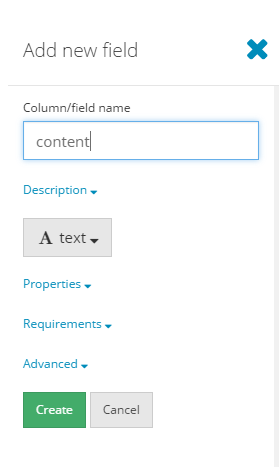 Add new field
Column/field name
content
Description
A text
Properties
Requirements
Advanced
Create
Cancel